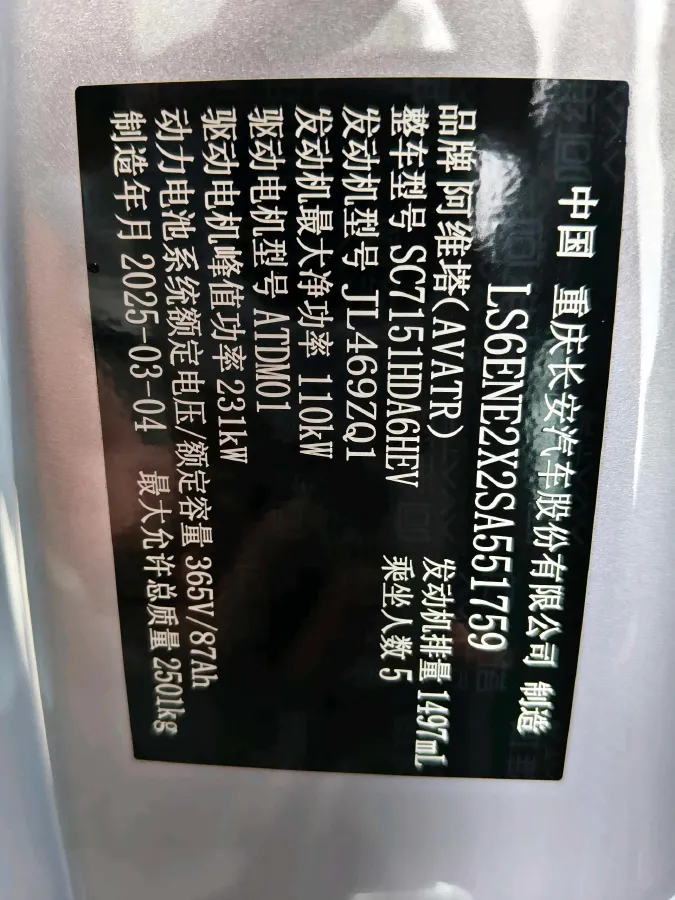 中国 重庆长安汽车股份有限公司 制造
LS6ENE2X2SA551759
品牌 阿维塔(AVATR) 发动机排量 1497mL
整车型号 SC7151HDA6HEV 乘坐人数 5
发动机型号 JL469ZQ1
发动机最大净功率 110kW
驱动电机型号 ATDM01
驱动电机峰值功率 231kW
动力电池系统额定电压/额定容量 365V/87Ah
制造年月 2025-03-04 最大允许总质量 2501kg